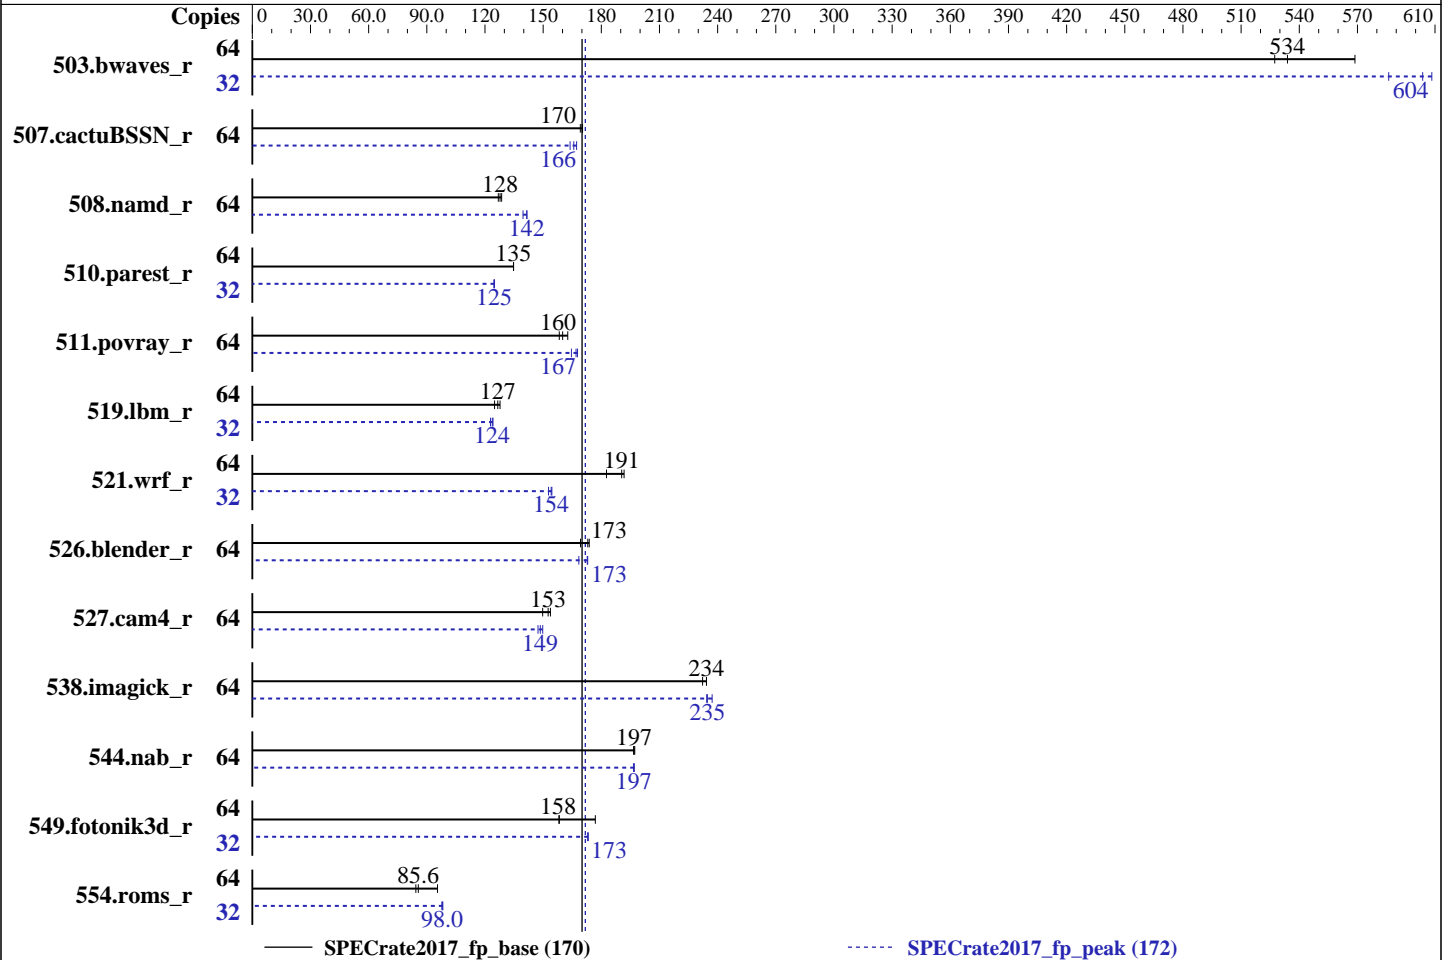 Copies 0 30.0 60.0 90.0 120 150 180 210 240 270 300 330 360 390 420 450 480 510 540 570 610
503.bwaves_r 64 534
32 604
507.cactuBSSN_r 64 170
166
508.namd_r 64 128
142
510.parest_r 64 135
32 125
511.povray_r 64 160
167
519.lbm_r 64 127
32 124
521.wrf_r 64 191
32 154
526.blender_r 64 173
173
527.cam4_r 64 153
149
538.imagick_r 64 234
235
544.nab_r 64 197
197
549.fotonik3d_r 64 158
32 173
554.roms_r 64 85.6
32 98.0
SPECrate2017_fp_base (170) SPECrate2017_fp_peak (172)